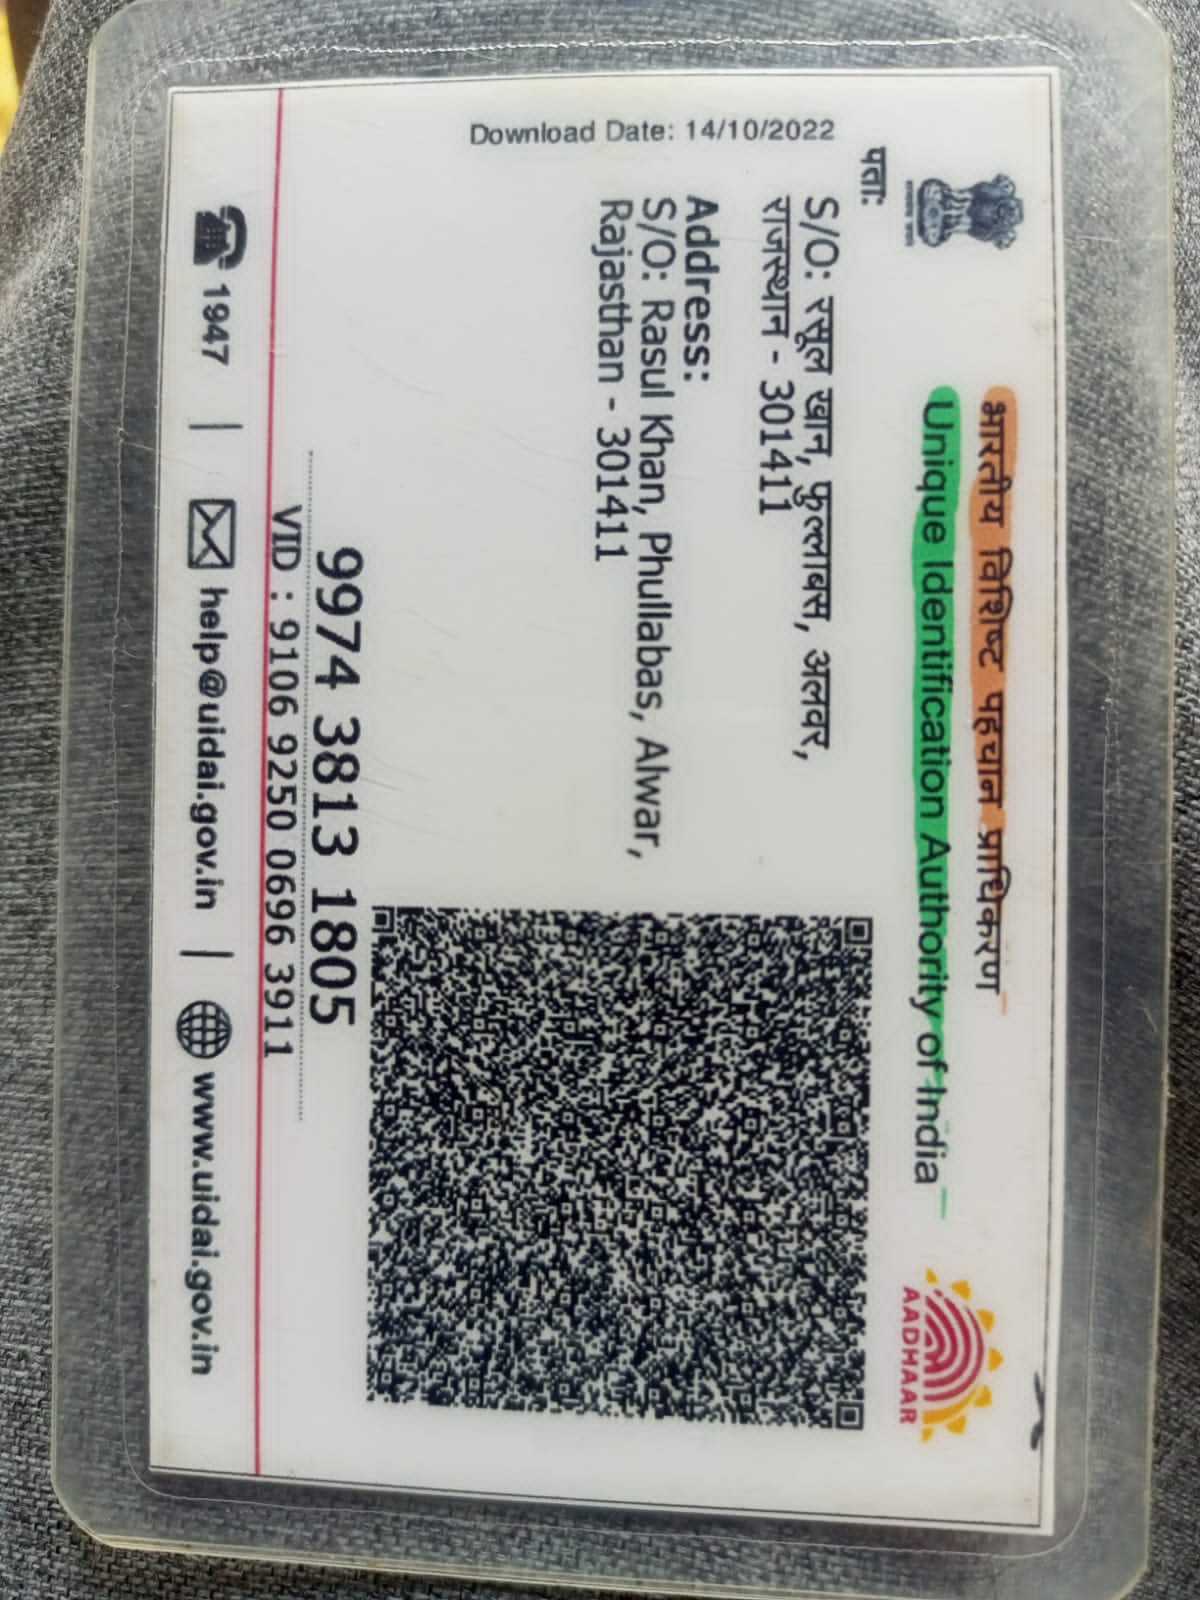 भारतीय विशिष्ट पहचान प्राधिकरण
Unique Identification Authority of India
AADHAAR
पता:
S/O: रसूल खान, फुल्लाबस, अलवर,
राजस्थान - 301411
Address:
S/O: Rasul Khan, Phullabas, Alwar,
Rajasthan - 301411
Download Date: 14/10/2022
9974 3813 1805
VID : 9106 9250 0696 3911
1947 | help@uidai.gov.in | www.uidai.gov.in